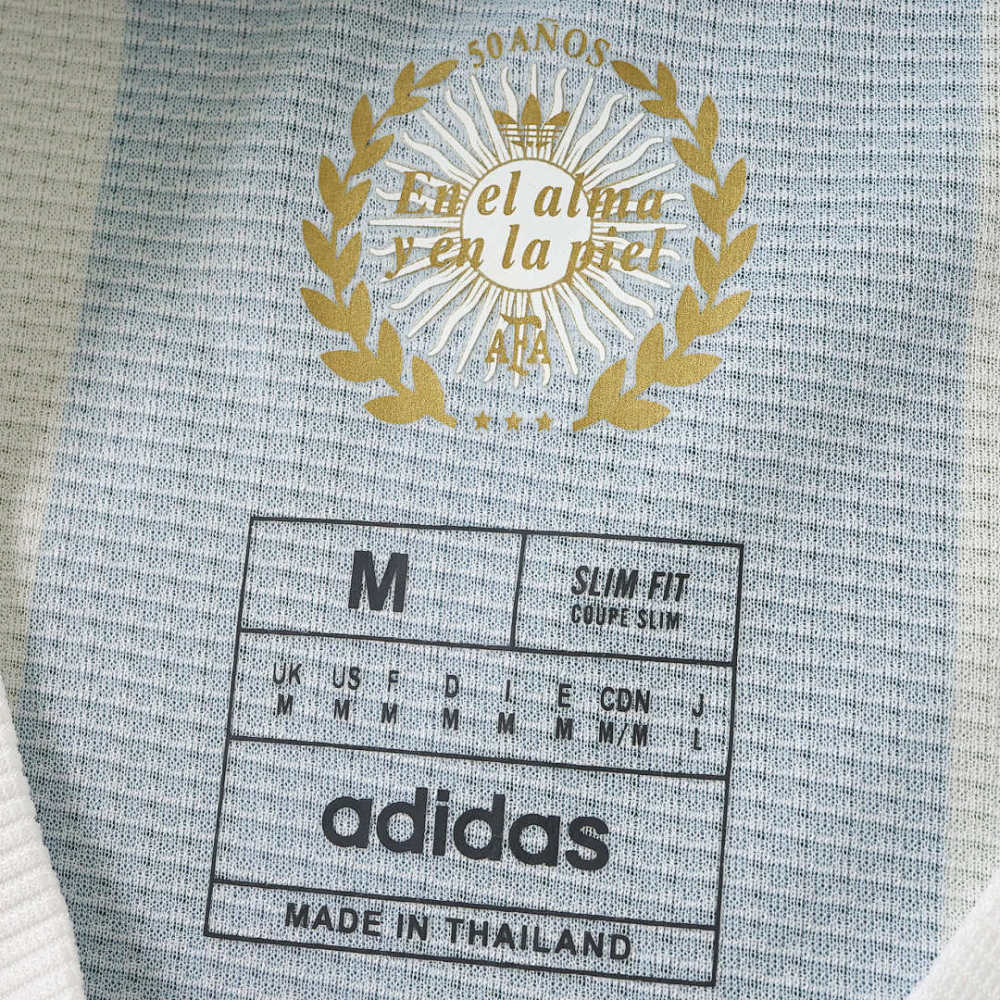 50 AÑOS
En el alma
y en la piel
AFA
M
SLIM FIT
COUPE SLIM
UK US F D I E CDN J
M M M M M M M/M L
adidas
MADE IN THAILAND